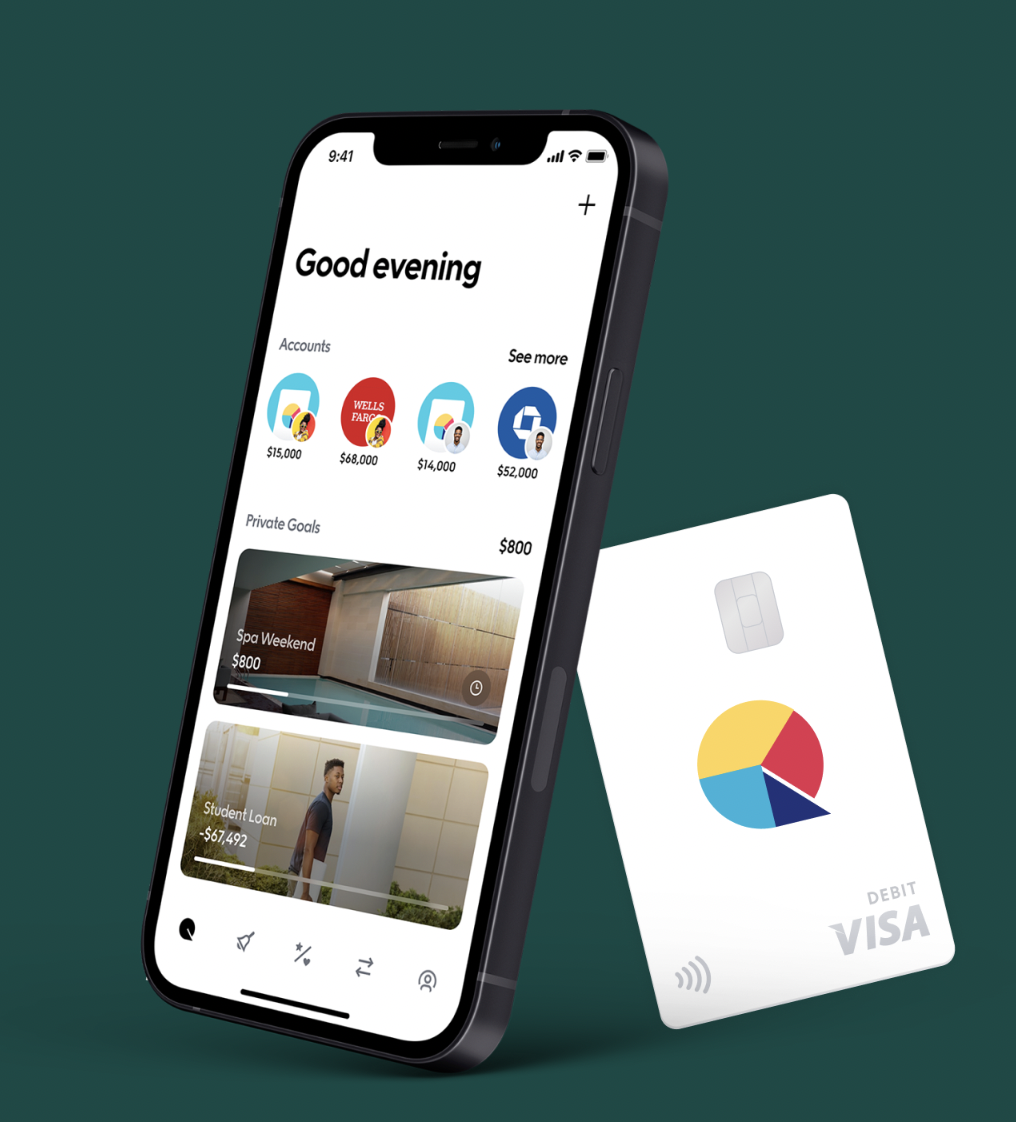 9:41
Good evening
Accounts
See more
WELLS
$15,000
$68,000
$14,000
$52,000
Private Goals
$800
Spa Weekend
$800
Student Loan
-$67,492
DEBIT
VISA